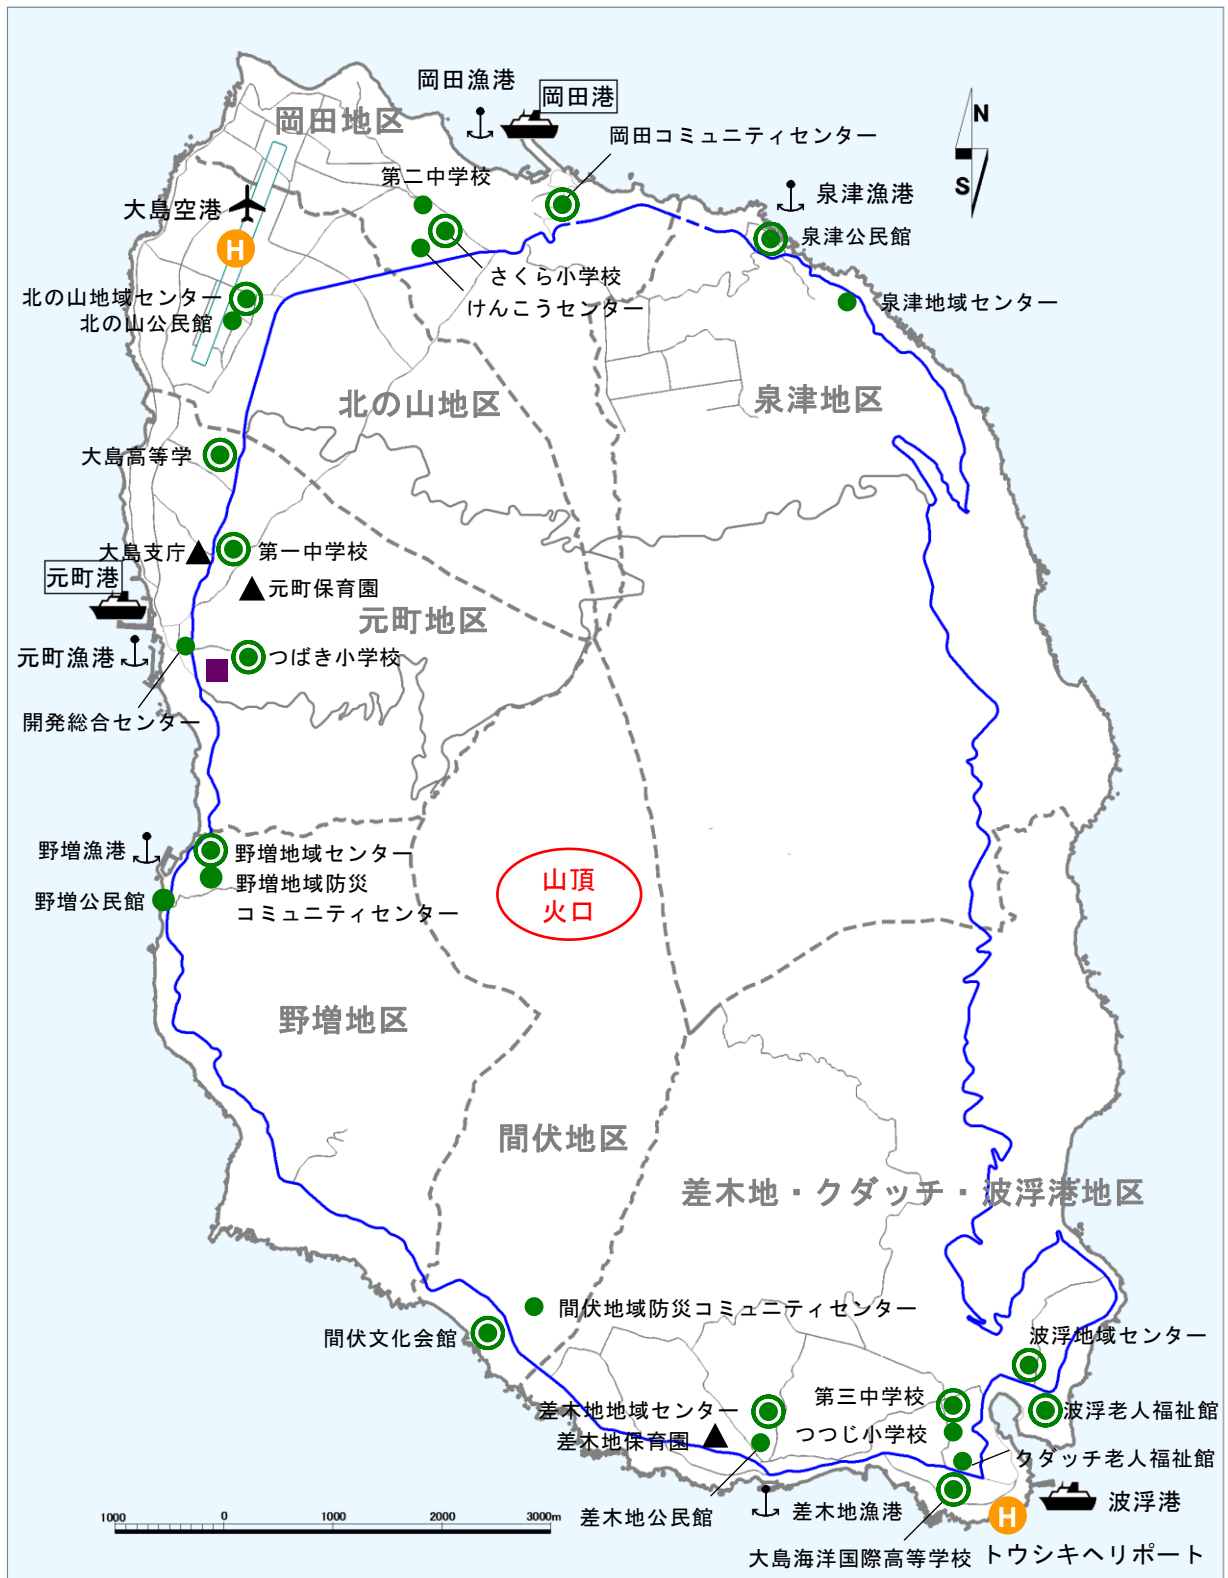 岡田漁港
岡田港
岡田地区
岡田コミュニティセンター
N
S
第二中学校
泉津漁港
大島空港
泉津公民館
H
さくら小学校
北の山地域センター
泉津地域センター
けんこうセンター
北の山公民館
北の山地区
泉津地区
大島高等学
大島支庁
第一中学校
元町港
元町保育園
元町地区
元町漁港
つばき小学校
開発総合センター
野増漁港
野増地域センター
山頂
火口
野増地域防災
コミュニティセンター
野増公民館
野増地区
間伏地区
差木地・クダッチ・波浮港地区
間伏地域防災コミュニティセンター
間伏文化会館
波浮地域センター
第三中学校
差木地地域センター
波浮老人福祉館
つつじ小学校
差木地保育園
クダッチ老人福祉館
波浮港
差木地漁港
差木地公民館
H
1000 0 1000 2000 3000m
大島海洋国際高等学校
トウシキヘリポート